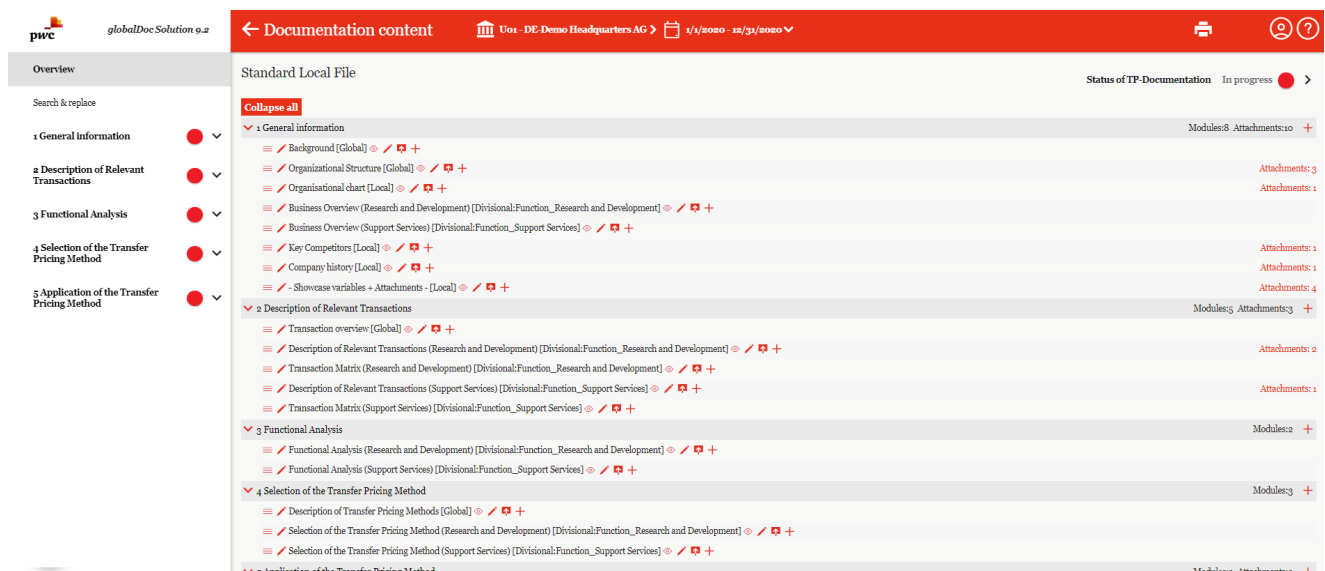 pwc
globalDoc Solution 9.2
Documentation content
U01 - DE-Demo Headquarters AG
1/1/2020 - 12/31/2020
Overview
Search & replace
1 General information
2 Description of Relevant
Transactions
3 Functional Analysis
4 Selection of the Transfer
Pricing Method
5 Application of the Transfer
Pricing Method
Standard Local File
Status of TP-Documentation In progress
Collapse all
1 General information Modules:8 Attachments:10
Background [Global]
Organizational Structure [Global] Attachments: 3
Organisational chart [Local] Attachments: 1
Business Overview (Research and Development) [Divisional:Function_Research and Development]
Business Overview (Support Services) [Divisional:Function_Support Services]
Key Competitors [Local] Attachments: 1
Company history [Local] Attachments: 1
- Showcase variables + Attachments - [Local] Attachments: 4
2 Description of Relevant Transactions Modules:5 Attachments:3
Transaction overview [Global]
Description of Relevant Transactions (Research and Development) [Divisional:Function_Research and Development] Attachments: 2
Transaction Matrix (Research and Development) [Divisional:Function_Research and Development]
Description of Relevant Transactions (Support Services) [Divisional:Function_Support Services] Attachments: 1
Transaction Matrix (Support Services) [Divisional:Function_Support Services]
3 Functional Analysis Modules:2
Functional Analysis (Research and Development) [Divisional:Function_Research and Development]
Functional Analysis (Support Services) [Divisional:Function_Support Services]
4 Selection of the Transfer Pricing Method Modules:3
Description of Transfer Pricing Methods [Global]
Selection of the Transfer Pricing Method (Research and Development) [Divisional:Function_Research and Development]
Selection of the Transfer Pricing Method (Support Services) [Divisional:Function_Support Services]
Application of the Transfer Pricing Method